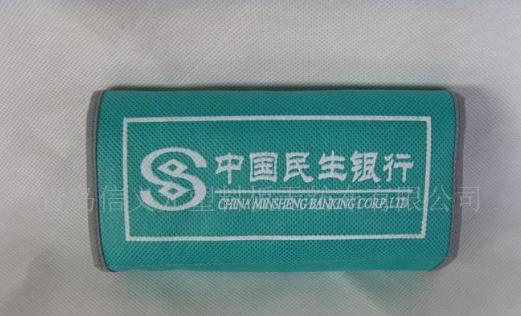 中国民生银行
CHINA MINSHENG BANKING CORP.,LTD.